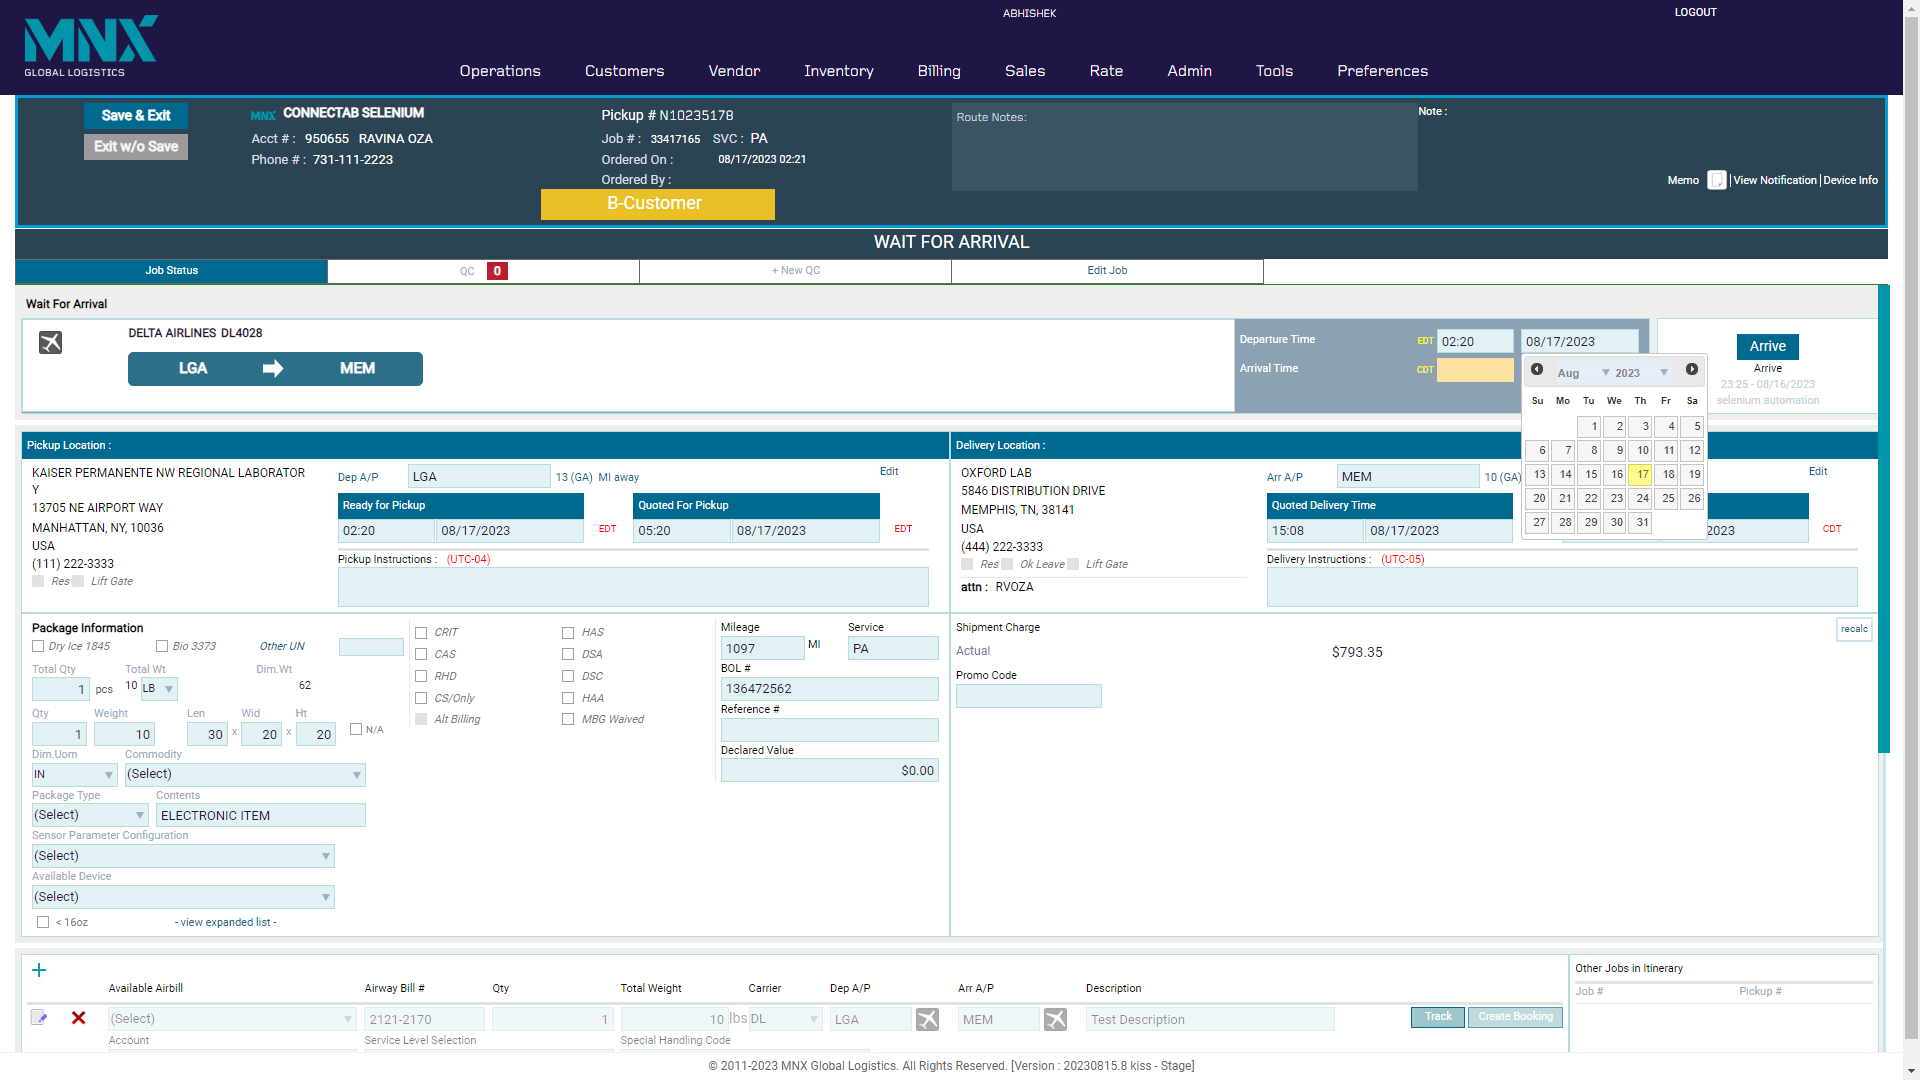 ABHISHEK
LOGOUT
MNX
GLOBAL LOGISTICS
Operations Customers Vendor Inventory Billing Sales Rate Admin Tools Preferences
Save & Exit
Exit w/o Save
MNX CONNECTAB SELENIUM
Acct # : 950655 RAVINA OZA
Phone # : 731-111-2223
Pickup # N10235178
Job # : 33417165 SVC : PA
Ordered On : 08/17/2023 02:21
Ordered By :
B-Customer
Route Notes:
Note :
Memo | View Notification | Device Info
WAIT FOR ARRIVAL
Job Status QC 0 + New QC Edit Job
Wait For Arrival
DELTA AIRLINES DL4028
LGA MEM
Departure Time EDT 02:20 08/17/2023
Arrival Time CDT
Aug 2023
Su Mo Tu We Th Fr Sa
1 2 3 4 5
6 7 8 9 10 11 12
13 14 15 16 17 18 19
20 21 22 23 24 25 26
27 28 29 30 31
Arrive
Arrive
23:25 - 08/16/2023
selenium.automation
Pickup Location :
KAISER PERMANENTE NW REGIONAL LABORATOR
Y
13705 NE AIRPORT WAY
MANHATTAN, NY, 10036
USA
(111) 222-3333
Res Lift Gate
Dep A/P LGA 13 (GA) MI away Edit
Ready for Pickup Quoted For Pickup
02:20 08/17/2023 EDT 05:20 08/17/2023 EDT
Pickup Instructions : (UTC-04)
Delivery Location :
OXFORD LAB
5846 DISTRIBUTION DRIVE
MEMPHIS, TN, 38141
USA
(444) 222-3333
Res Ok Leave Lift Gate
attn : RVOZA
Arr A/P MEM 10 (GA) Edit
Quoted Delivery Time
15:08 08/17/2023 2023 CDT
Delivery Instructions : (UTC-05)
Package Information
Dry Ice 1845 Bio 3373 Other UN
Total Qty Total Wt Dim.Wt
1 pcs 10 LB 62
Qty Weight Len Wid Ht
1 10 30 x 20 x 20 N/A
Dim.Uom Commodity
IN (Select)
Package Type Contents
(Select) ELECTRONIC ITEM
Sensor Parameter Configuration
(Select)
Available Device
(Select)
< 16oz - view expanded list -
CRIT HAS
CAS DSA
RHD DSC
CS/Only HAA
Alt Billing MBG Waived
Mileage Service
1097 MI PA
BOL #
136472562
Reference #
Declared Value
$0.00
Shipment Charge recalc
Actual $793.35
Promo Code
Available Airbill Airway Bill # Qty Total Weight Carrier Dep A/P Arr A/P Description
(Select) 2121-2170 1 10 lbs DL LGA MEM Test Description Track Create Booking
Account Service Level Selection Special Handling Code
Other Jobs in Itinerary
Job # Pickup #
© 2011-2023 MNX Global Logistics. All Rights Reserved. [Version : 20230815.8 kiss - Stage]